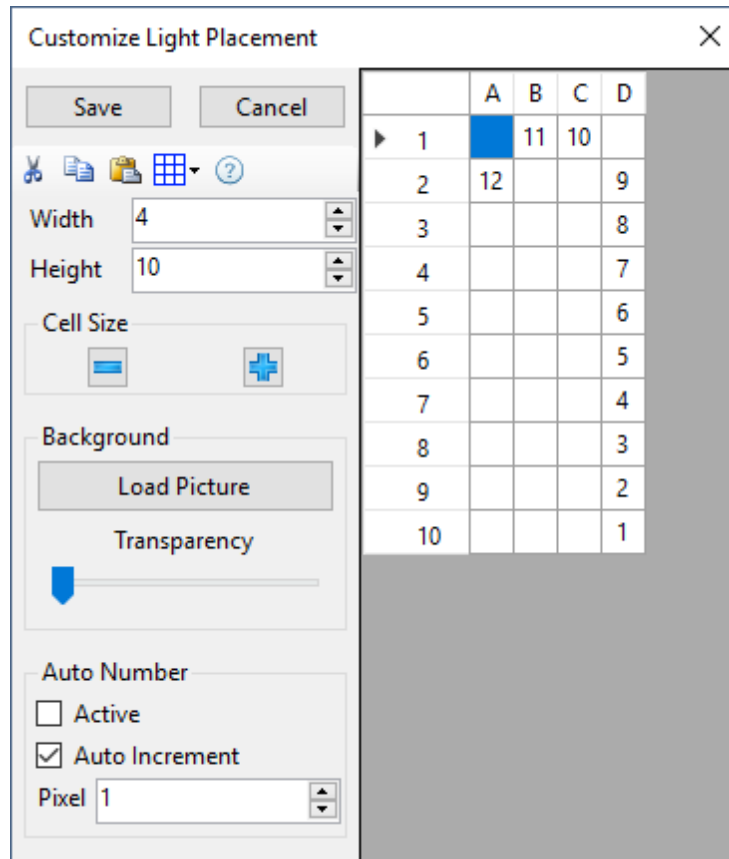 Customize Light Placement
Save Cancel
Width 4
Height 10
Cell Size
Background
Load Picture
Transparency
Auto Number
Active
Auto Increment
Pixel 1
A B C D
1 11 10
2 12 9
3 8
4 7
5 6
6 5
7 4
8 3
9 2
10 1